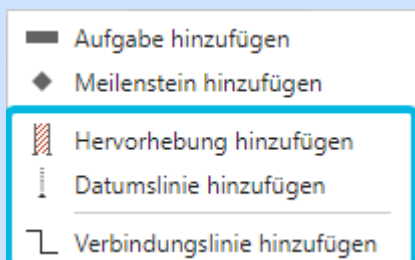 Aufgabe hinzufügen
Meilenstein hinzufügen
Hervorhebung hinzufügen
Datumslinie hinzufügen
Verbindungslinie hinzufügen